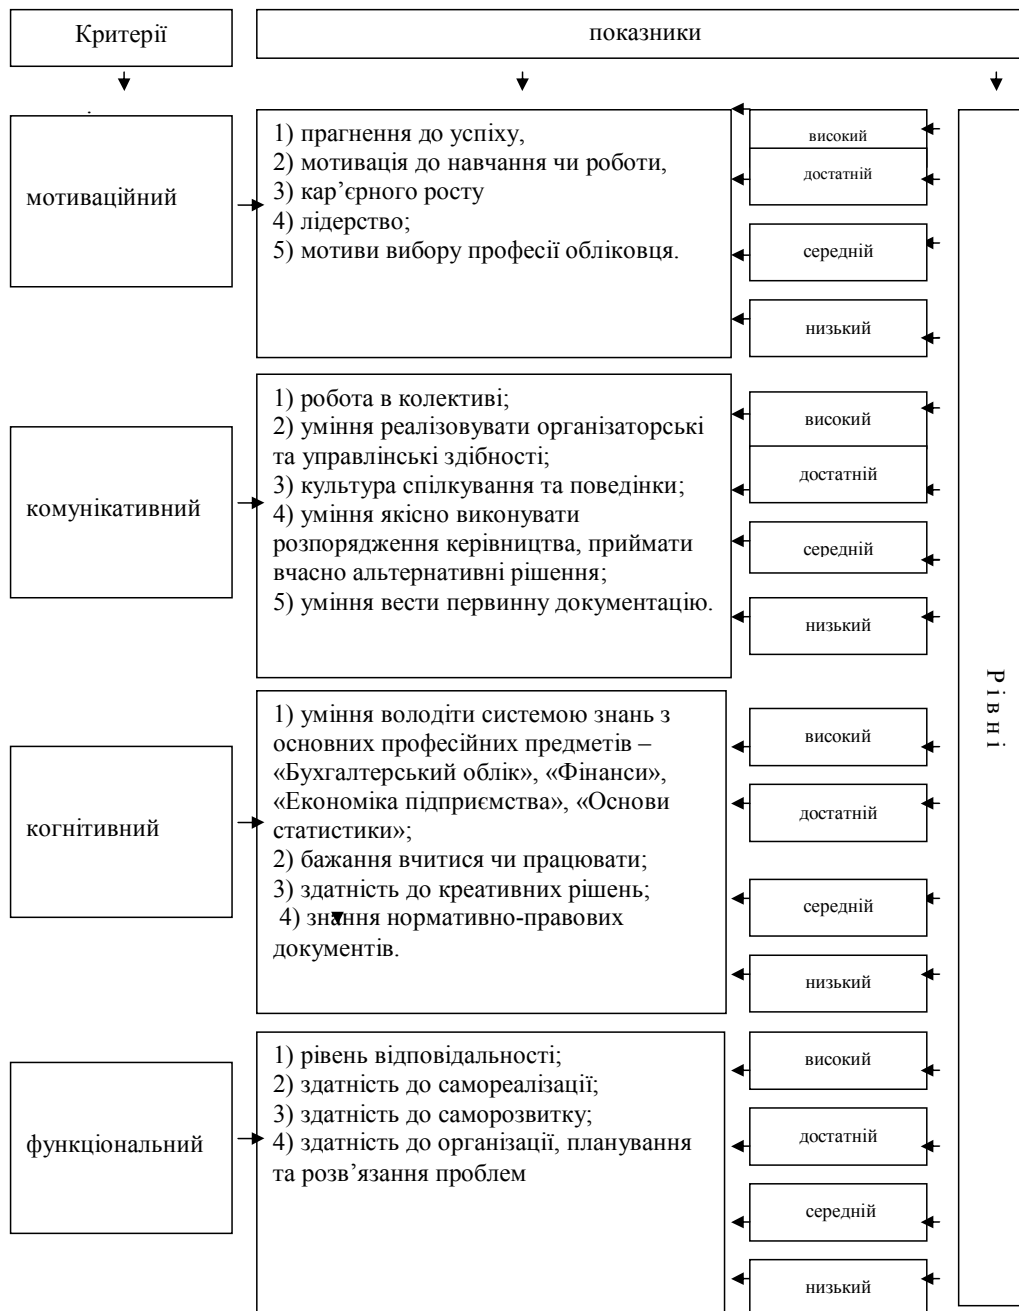 Критерії
показники
мотиваційний
1) прагнення до успіху,
2) мотивація до навчання чи роботи,
3) кар’єрного росту
4) лідерство;
5) мотиви вибору професії обліковця.
високий
достатній
середній
низький
комунікативний
1) робота в колективі;
2) уміння реалізовувати організаторські
та управлінські здібності;
3) культура спілкування та поведінки;
4) уміння якісно виконувати
розпорядження керівництва, приймати
вчасно альтернативні рішення;
5) уміння вести первинну документацію.
високий
достатній
середній
низький
когнітивний
1) уміння володіти системою знань з
основних професійних предметів –
«Бухгалтерський облік», «Фінанси»,
«Економіка підприємства», «Основи
статистики»;
2) бажання вчитися чи працювати;
3) здатність до креативних рішень;
4) знання нормативно-правових
документів.
високий
достатній
середній
низький
функціональний
1) рівень відповідальності;
2) здатність до самореалізації;
3) здатність до саморозвитку;
4) здатність до організації, планування
та розв’язання проблем
високий
достатній
середній
низький
Рівні